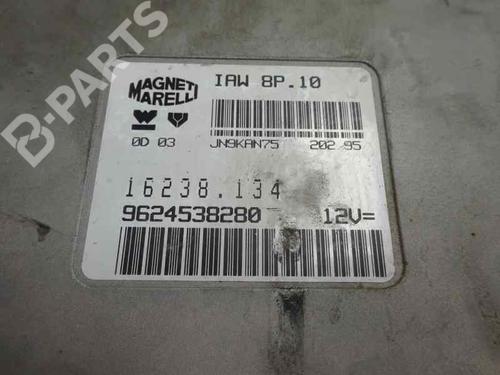 B-PARTS
MAGNETI MARELLI
IAW 8P.10
0D 03
JN9KAN75
202/95
16238.134
9624538280
12V=